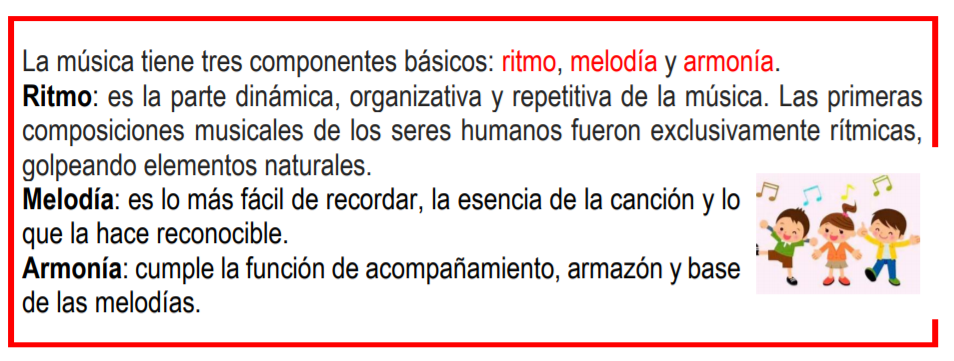 La música tiene tres componentes básicos: ritmo, melodía y armonía.
Ritmo: es la parte dinámica, organizativa y repetitiva de la música. Las primeras
composiciones musicales de los seres humanos fueron exclusivamente rítmicas,
golpeando elementos naturales.
Melodía: es lo más fácil de recordar, la esencia de la canción y lo
que la hace reconocible.
Armonía: cumple la función de acompañamiento, armazón y base
de las melodías.